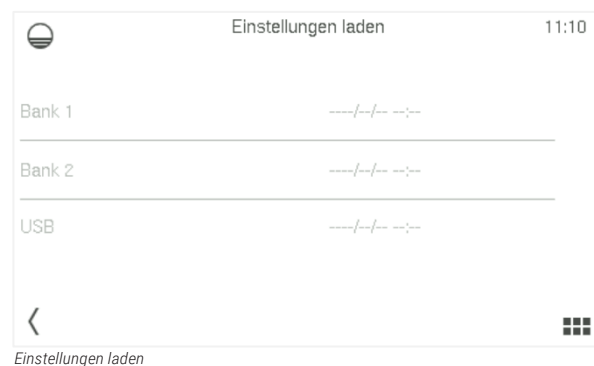 Einstellungen laden 11:10
Bank 1 ----/--/-- --:--
Bank 2 ----/--/-- --:--
USB ----/--/-- --:--
Einstellungen laden